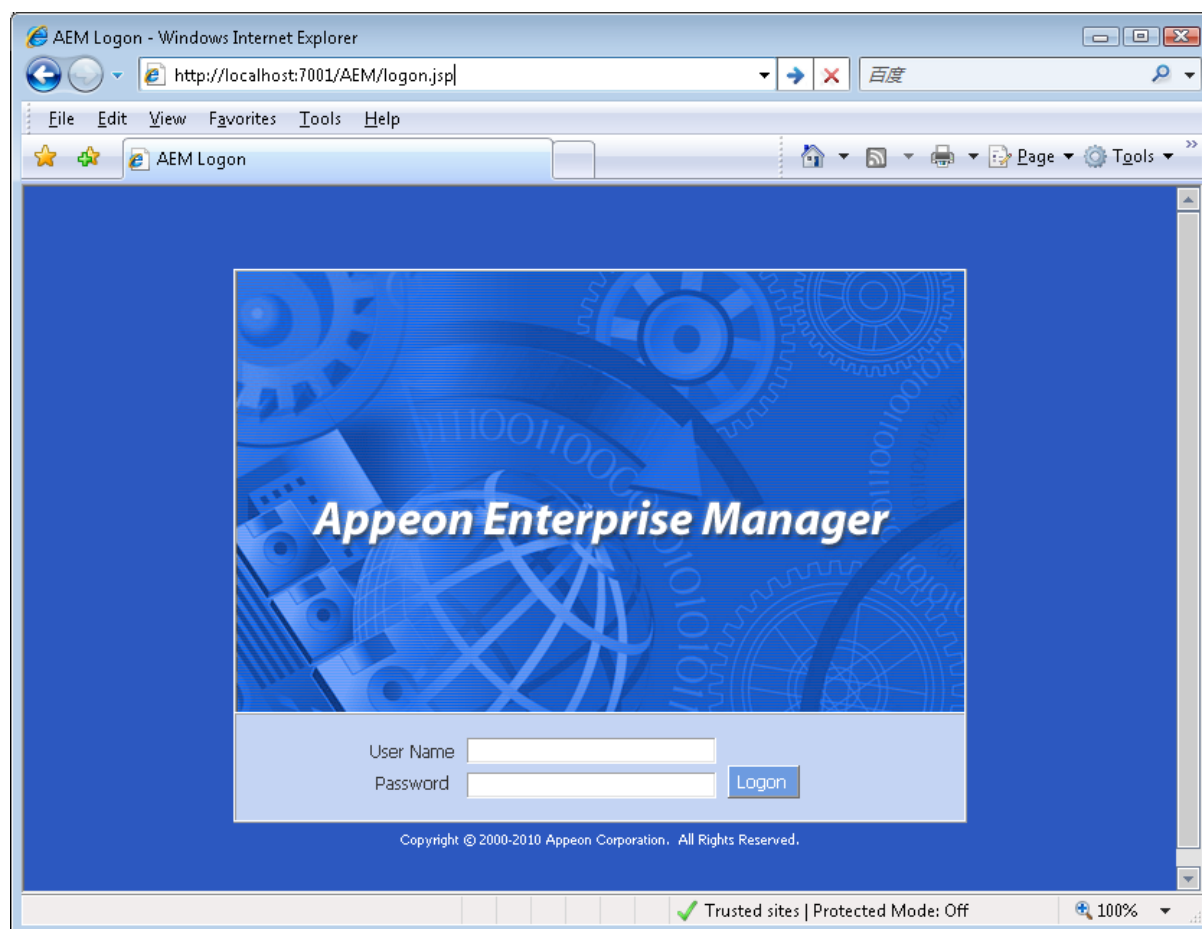 AEM Logon - Windows Internet Explorer
http://localhost:7001/AEM/logon.jsp
百度
File Edit View Favorites Tools Help
AEM Logon
Page Tools »
1110011000
Appeon Enterprise Manager
User Name
Password
Logon
Copyright © 2000-2010 Appeon Corporation. All Rights Reserved.
Trusted sites | Protected Mode: Off
100%